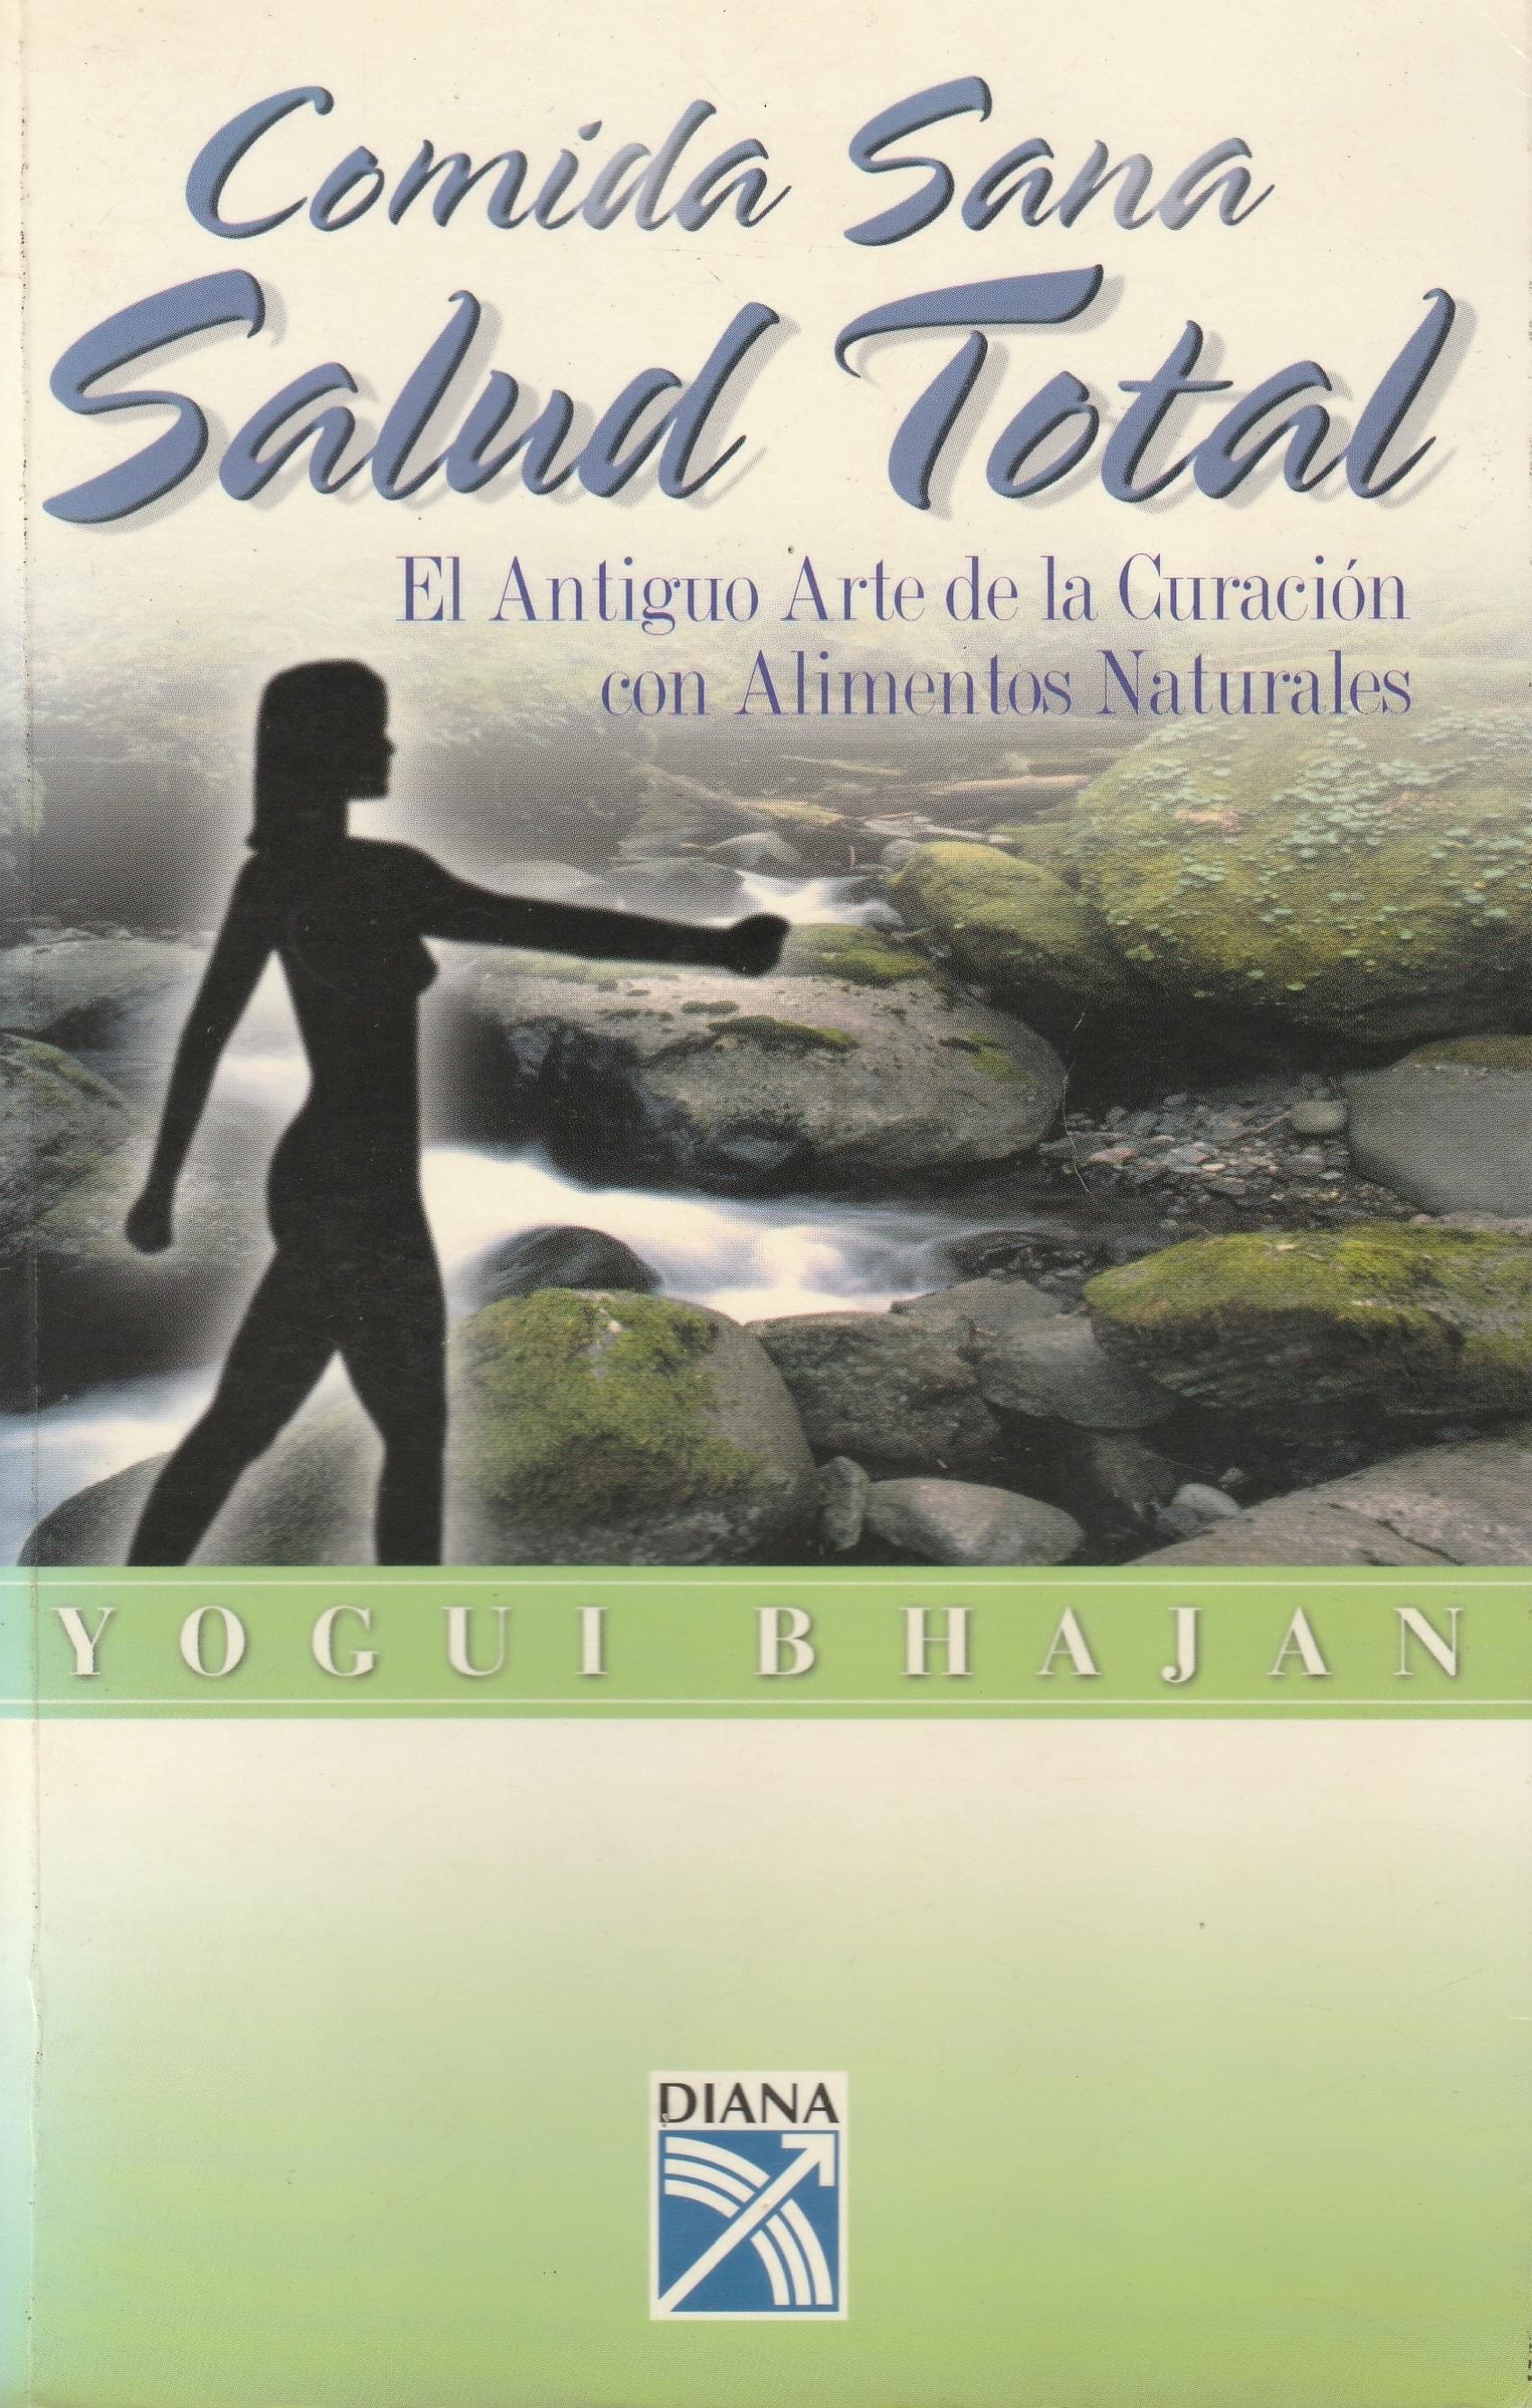 Comida Sana
Salud Total
El Antiguo Arte de la Curación
con Alimentos Naturales
YOGUI BHAJAN
DIANA